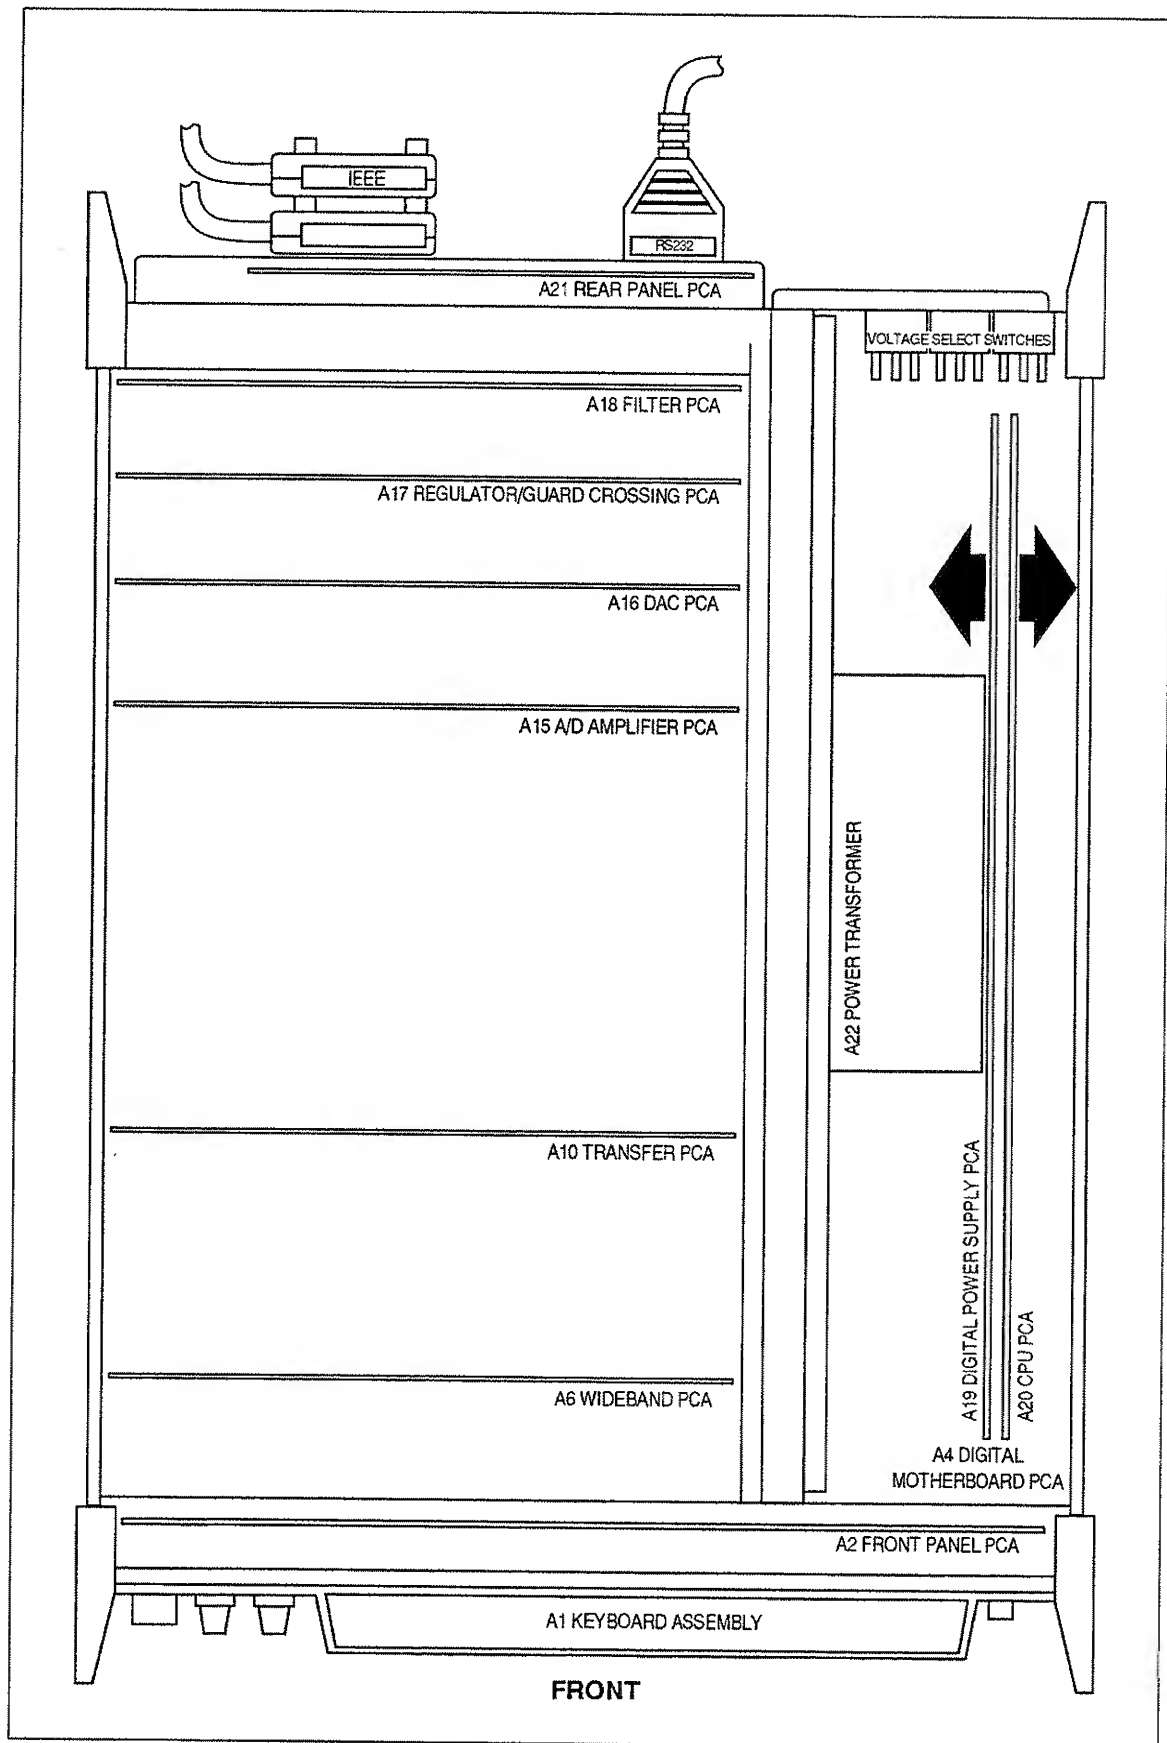 IEEE
RS232
A21 REAR PANEL PCA
VOLTAGE SELECT SWITCHES
A18 FILTER PCA
A17 REGULATOR/GUARD CROSSING PCA
A16 DAC PCA
A15 A/D AMPLIFIER PCA
A22 POWER TRANSFORMER
A10 TRANSFER PCA
A19 DIGITAL POWER SUPPLY PCA
A20 CPU PCA
A6 WIDEBAND PCA
A4 DIGITAL
MOTHERBOARD PCA
A2 FRONT PANEL PCA
A1 KEYBOARD ASSEMBLY
FRONT